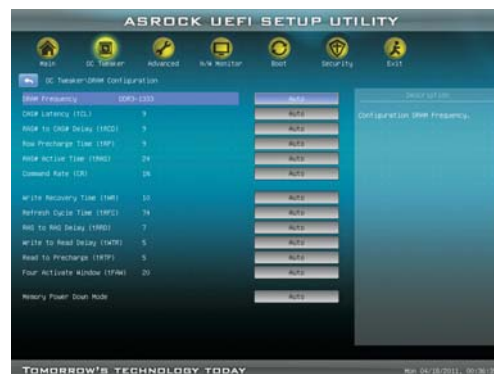 ASROCK UEFI SETUP UTILITY
Main OC Tweaker Advanced H/W Monitor Boot Security Exit
OC Tweaker\DRAM Configuration
Description
DRAM Frequency DDR3-1333 Auto
Configuration DRAM Frequency.
CAS# Latency (tCL) 9 Auto
RAS# to CAS# Delay (tRCD) 9 Auto
Row Precharge Time (tRP) 9 Auto
RAS# Active Time (tRAS) 24 Auto
Command Rate (CR) Auto
Write Recovery Time (tWR) 10 Auto
Refresh Cycle Time (tRFC) 74 Auto
RAS to RAS Delay (tRRD) 7 Auto
Write to Read Delay (tWTR) 5 Auto
Read to Precharge (tRTP) 5 Auto
Four Activate Window (tFAW) 20 Auto
Memory Power Down Mode Auto
TOMORROW'S TECHNOLOGY TODAY
Mon 04/18/2011,